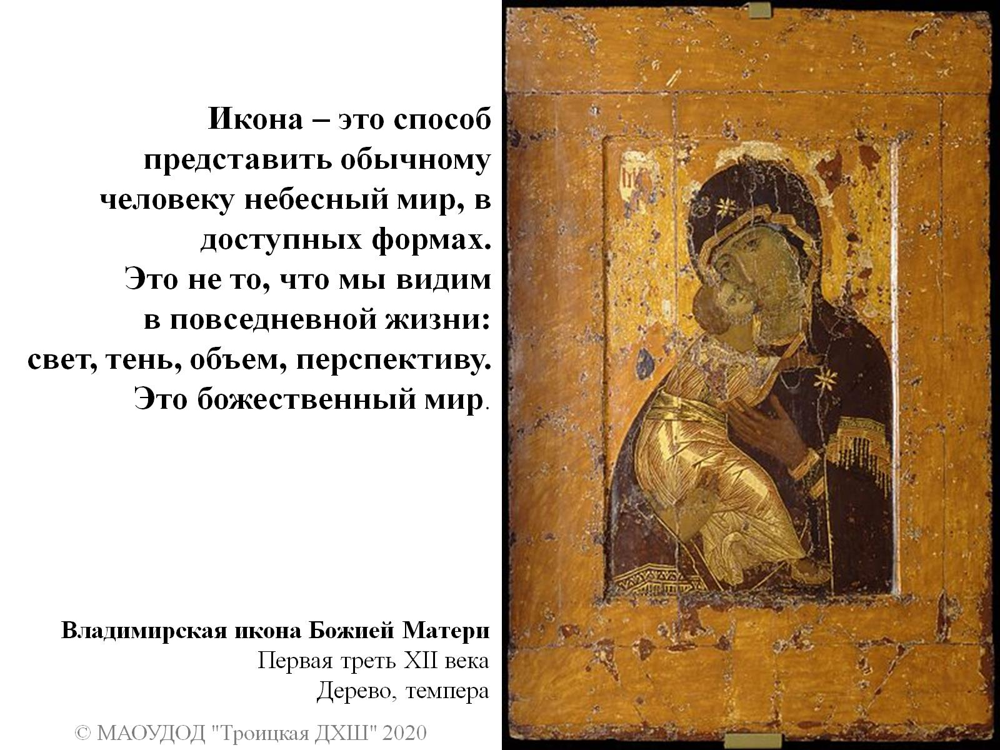 Икона – это способ
представить обычному
человеку небесный мир, в
доступных формах.
Это не то, что мы видим
в повседневной жизни:
свет, тень, объем, перспективу.
Это божественный мир.
Владимирская икона Божией Матери
Первая треть XII века
Дерево, темпера
© МАОУДОД "Троицкая ДХШ" 2020